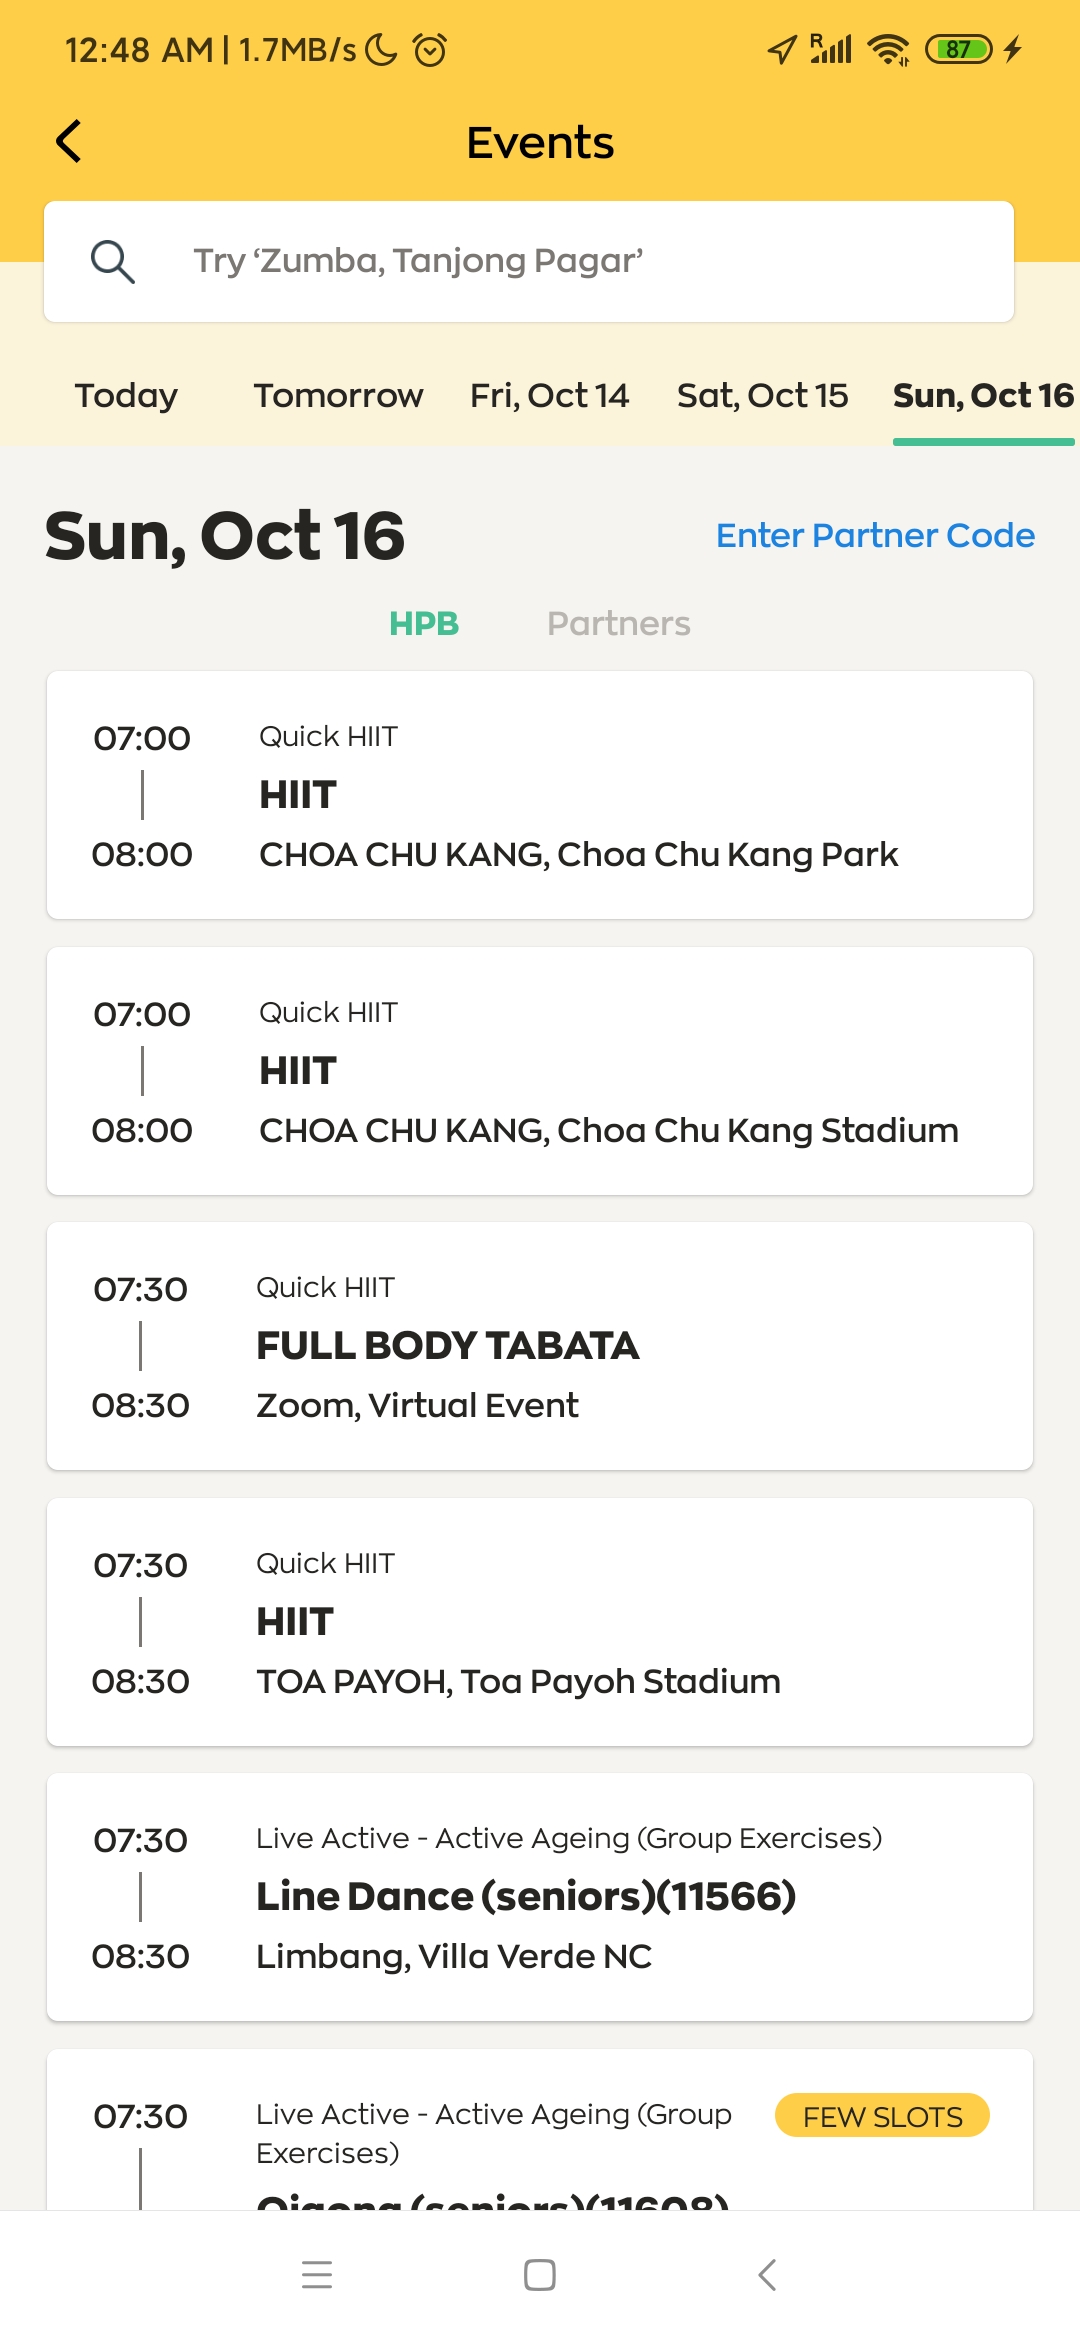 12:48 AM | 1.7MB/s
R
87
Events
Try ‘Zumba, Tanjong Pagar’
Today Tomorrow Fri, Oct 14 Sat, Oct 15 Sun, Oct 16
Sun, Oct 16
Enter Partner Code
HPB Partners
07:00
08:00
Quick HIIT
HIIT
CHOA CHU KANG, Choa Chu Kang Park
07:00
08:00
Quick HIIT
HIIT
CHOA CHU KANG, Choa Chu Kang Stadium
07:30
08:30
Quick HIIT
FULL BODY TABATA
Zoom, Virtual Event
07:30
08:30
Quick HIIT
HIIT
TOA PAYOH, Toa Payoh Stadium
07:30
08:30
Live Active - Active Ageing (Group Exercises)
Line Dance (seniors)(11566)
Limbang, Villa Verde NC
07:30
Live Active - Active Ageing (Group
Exercises)
FEW SLOTS
Qigong (seniors)(11608)